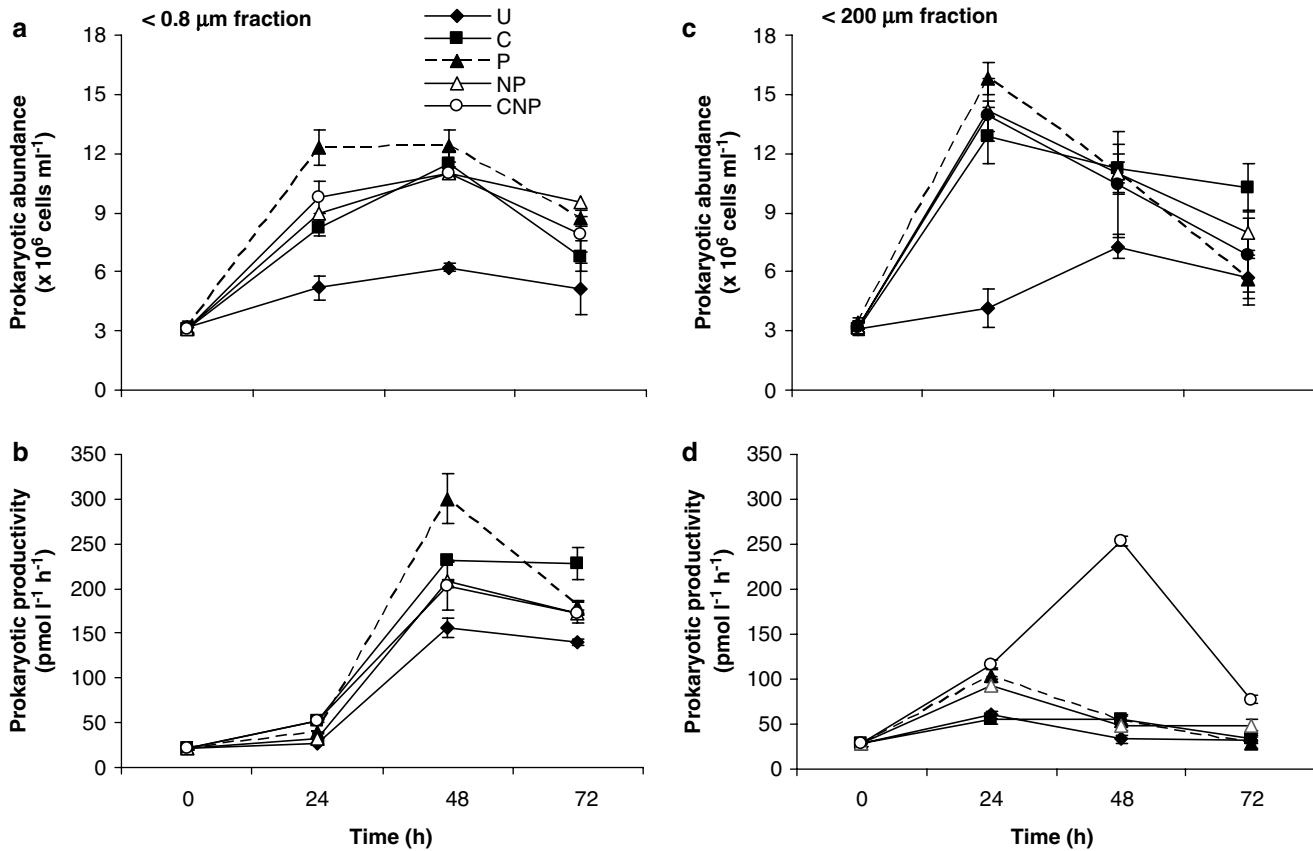 a
< 0.8 µm fraction
U
C
P
NP
CNP
18
15
12
9
6
3
0
Prokaryotic abundance
(x 10⁶ cells ml⁻¹)
c
< 200 µm fraction
18
15
12
9
6
3
0
Prokaryotic abundance
(x 10⁶ cells ml⁻¹)
b
350
300
250
200
150
100
50
0
Prokaryotic productivity
(pmol l⁻¹ h⁻¹)
0
24
48
72
Time (h)
d
350
300
250
200
150
100
50
0
Prokaryotic productivity
(pmol l⁻¹ h⁻¹)
0
24
48
72
Time (h)